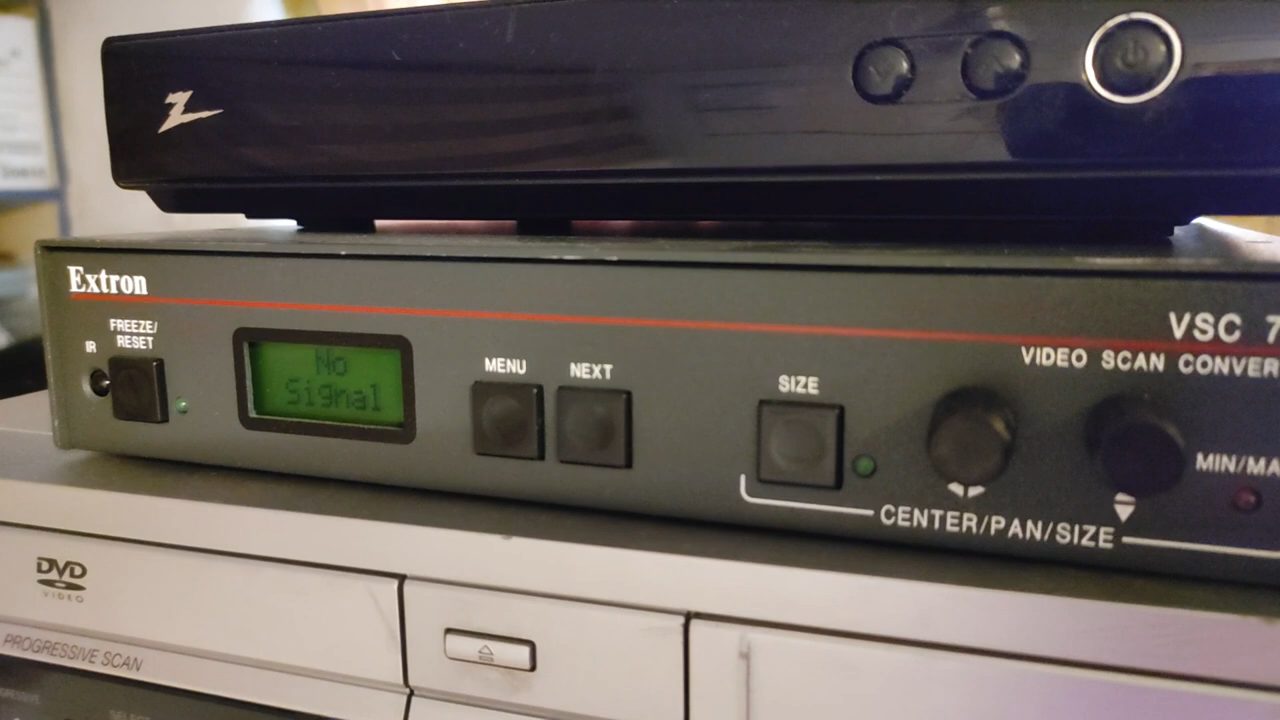 Extron
FREEZE/
RESET
IR
No
Signal
MENU
NEXT
SIZE
VSC 7
VIDEO SCAN CONVER
MIN/MA
CENTER/PAN/SIZE
DVD
VIDEO
PROGRESSIVE SCAN